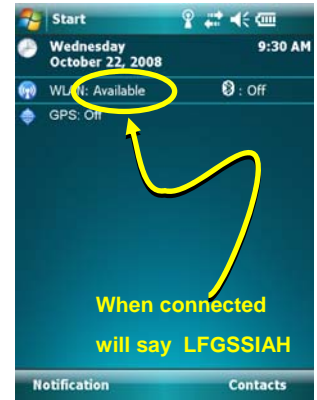 Start
Wednesday 9:30 AM
October 22, 2008
WLAN: Available : Off
GPS: Off
When connected
will say LFGSSIAH
Notification Contacts